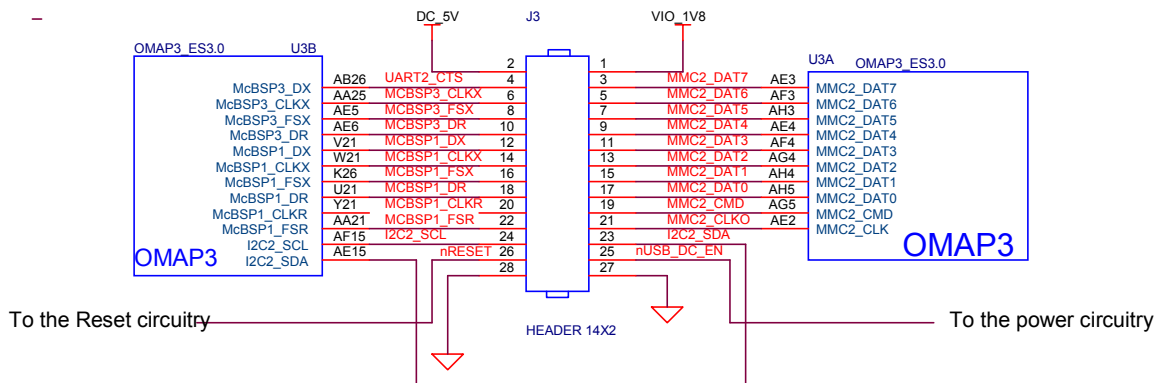 DC_5V J3 VIO_1V8
OMAP3_ES3.0 U3B
U3A OMAP3_ES3.0
2 1
AB26 UART2_CTS 4 3 MMC2_DAT7 AE3 MMC2_DAT7
McBSP3_DX AA25 MCBSP3_CLKX 6 5 MMC2_DAT6 AF3 MMC2_DAT6
McBSP3_CLKX AE5 MCBSP3_FSX 8 7 MMC2_DAT5 AH3 MMC2_DAT5
McBSP3_FSX AE6 MCBSP3_DR 10 9 MMC2_DAT4 AE4 MMC2_DAT4
McBSP3_DR V21 MCBSP1_DX 12 11 MMC2_DAT3 AF4 MMC2_DAT3
McBSP1_DX W21 MCBSP1_CLKX 14 13 MMC2_DAT2 AG4 MMC2_DAT2
McBSP1_CLKX K26 MCBSP1_FSX 16 15 MMC2_DAT1 AH4 MMC2_DAT1
McBSP1_FSX U21 MCBSP1_DR 18 17 MMC2_DAT0 AH5 MMC2_DAT0
McBSP1_DR Y21 MCBSP1_CLKR 20 19 MMC2_CMD AG5 MMC2_CMD
McBSP1_CLKR AA21 MCBSP1_FSR 22 21 MMC2_CLKO AE2 MMC2_CLK
McBSP1_FSR AF15 I2C2_SCL 24 23 I2C2_SDA
I2C2_SCL AE15 nRESET 26 25 nUSB_DC_EN
OMAP3 I2C2_SDA 28 27 OMAP3
To the Reset circuitry HEADER 14X2 To the power circuitry